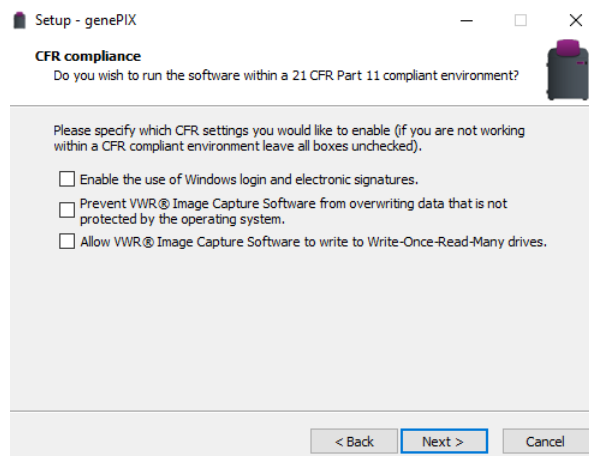 Setup - genePIX
CFR compliance
Do you wish to run the software within a 21 CFR Part 11 compliant environment?
Please specify which CFR settings you would like to enable (if you are not working
within a CFR compliant environment leave all boxes unchecked).
Enable the use of Windows login and electronic signatures.
Prevent VWR® Image Capture Software from overwriting data that is not
protected by the operating system.
Allow VWR® Image Capture Software to write to Write-Once-Read-Many drives.
< Back Next > Cancel